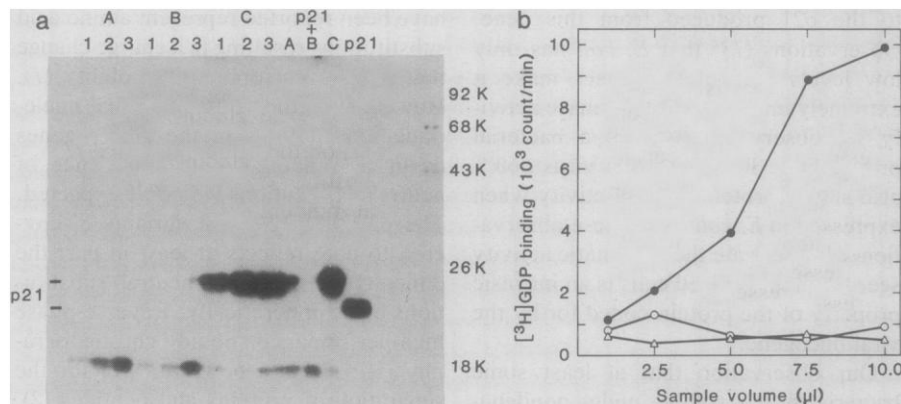 a
A B C p21
+
1 2 3 1 2 3 1 2 3 A B C p21
92 K
68 K
43 K
26 K
p21
18 K
b
[³H]GDP binding (10³ count/min)
10
8
6
4
2
0
0 2.5 5.0 7.5 10.0
Sample volume (µl)